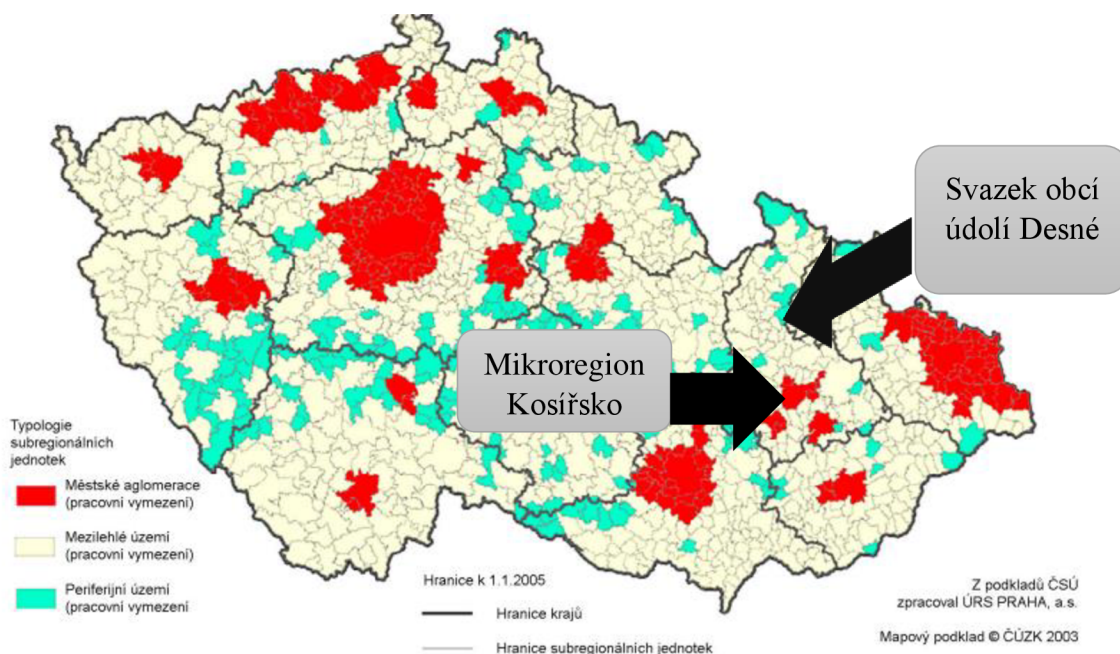 Svazek obcí
údolí Desné
Mikroregion
Kosířsko
Typologie
subregionálních
jednotek
Městské aglomerace
(pracovní vymezení)
Mezilehlé území
(pracovní vymezení)
Periferijní území
(pracovní vymezení
Hranice k 1.1.2005
Hranice krajů
Hranice subregionálních jednotek
Z podkladů ČSÚ
zpracoval ÚRS PRAHA, a.s.
Mapový podklad © ČÚZK 2003